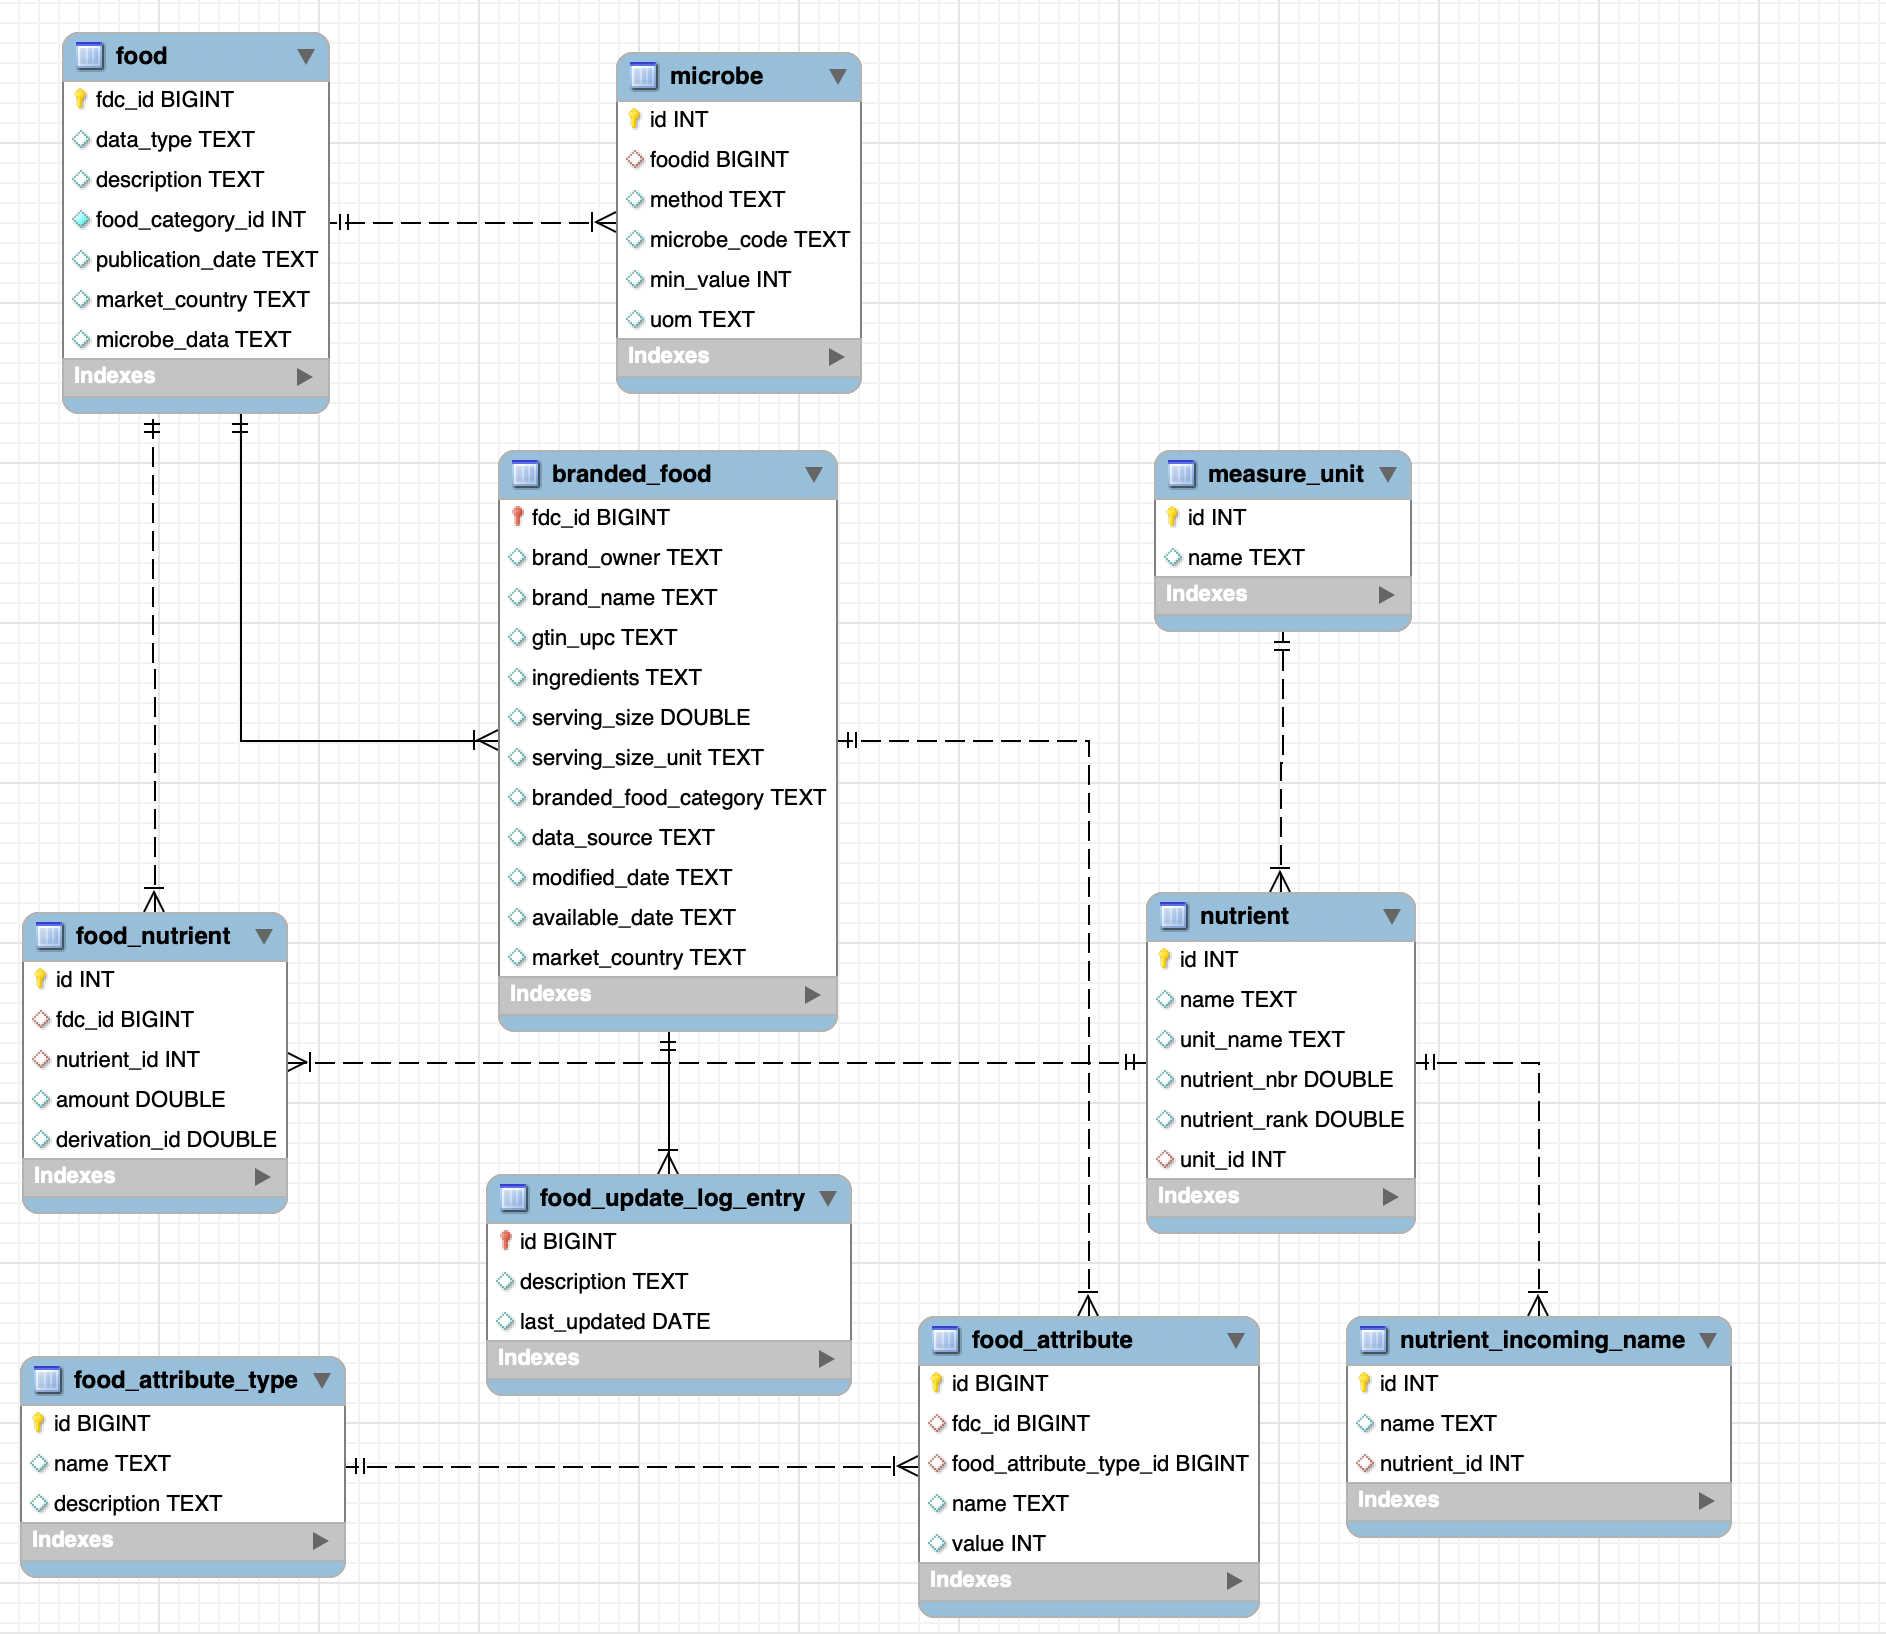 food
fdc_id BIGINT
data_type TEXT
description TEXT
food_category_id INT
publication_date TEXT
market_country TEXT
microbe_data TEXT
Indexes
microbe
id INT
foodid BIGINT
method TEXT
microbe_code TEXT
min_value INT
uom TEXT
Indexes
branded_food
fdc_id BIGINT
brand_owner TEXT
brand_name TEXT
gtin_upc TEXT
ingredients TEXT
serving_size DOUBLE
serving_size_unit TEXT
branded_food_category TEXT
data_source TEXT
modified_date TEXT
available_date TEXT
market_country TEXT
Indexes
measure_unit
id INT
name TEXT
Indexes
food_nutrient
id INT
fdc_id BIGINT
nutrient_id INT
amount DOUBLE
derivation_id DOUBLE
Indexes
nutrient
id INT
name TEXT
unit_name TEXT
nutrient_nbr DOUBLE
nutrient_rank DOUBLE
unit_id INT
Indexes
food_update_log_entry
id BIGINT
description TEXT
last_updated DATE
Indexes
food_attribute_type
id BIGINT
name TEXT
description TEXT
Indexes
food_attribute
id BIGINT
fdc_id BIGINT
food_attribute_type_id BIGINT
name TEXT
value INT
Indexes
nutrient_incoming_name
id INT
name TEXT
nutrient_id INT
Indexes